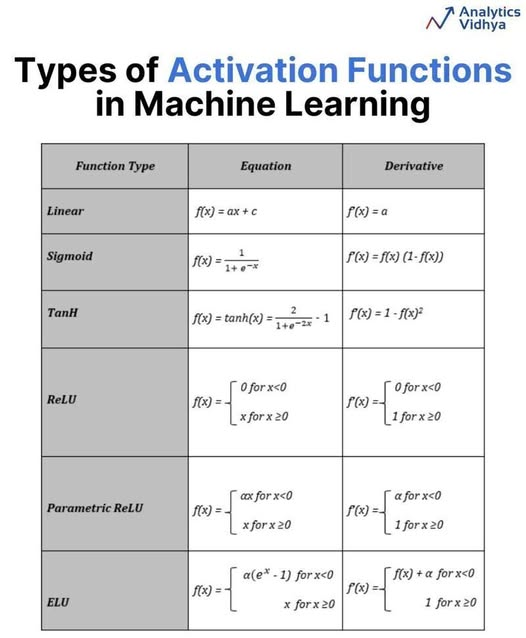 Analytics
Vidhya
Types of Activation Functions
in Machine Learning
Function Type Equation Derivative
Linear f(x) = ax + c f'(x) = a
Sigmoid f(x) = 1 / (1+ e^-x) f'(x) = f(x) (1- f(x))
TanH f(x) = tanh(x) = 2 / (1+e^-2x) - 1 f'(x) = 1 - f(x)²
ReLU f(x) = { 0 for x<0 f'(x) = { 0 for x<0
x for x ≥0 1 for x ≥0
Parametric ReLU f(x) = { αx for x<0 f'(x) = { α for x<0
x for x ≥0 1 for x ≥0
ELU f(x) = { α(e^x - 1) for x<0 f'(x) = { f(x) + α for x<0
x for x ≥0 1 for x ≥0